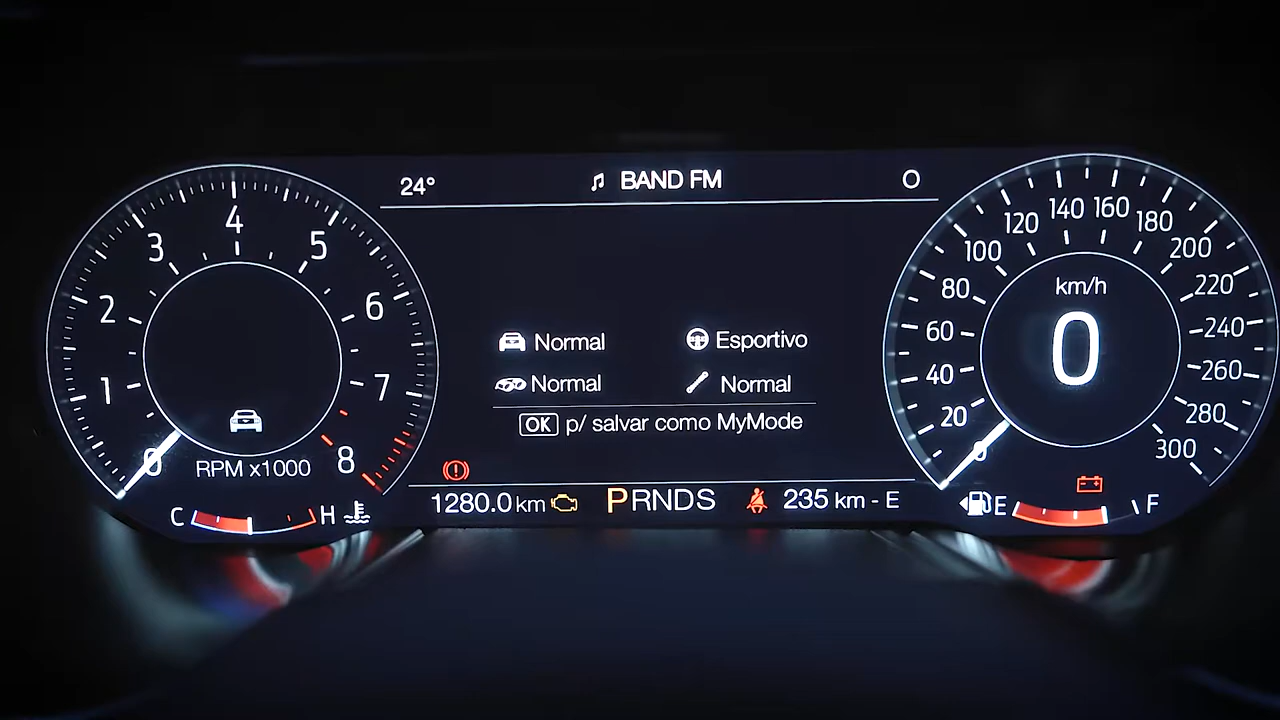 24° BAND FM O
4
3 5
2 6
1 7
0 8
RPM x1000
C H
Normal Esportivo
Normal Normal
OK p/ salvar como MyMode
1280.0 km PRNDS 235 km - E
140 160
120 180
100 200
80 220
60 240
40 260
20 280
0 300
km/h
0
E F